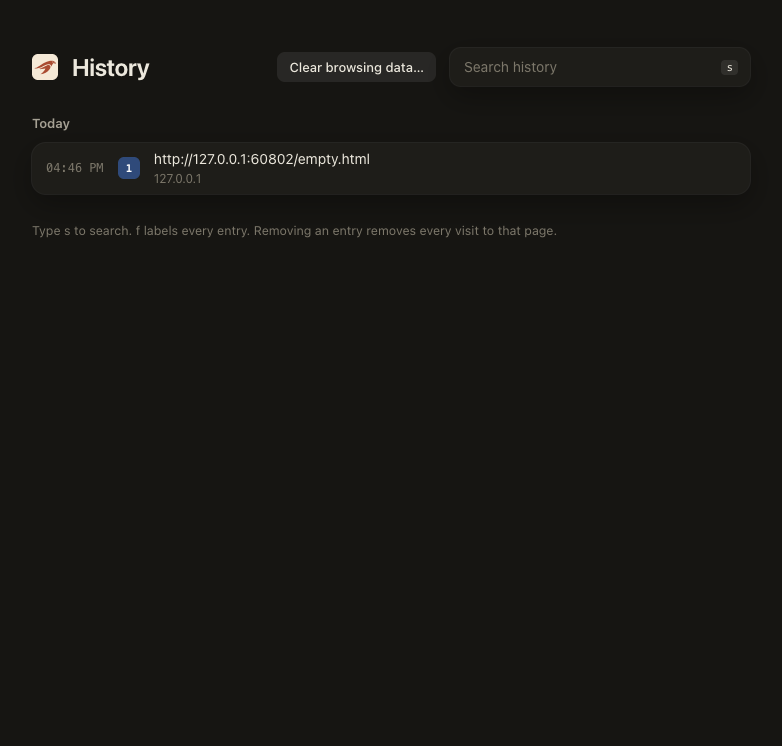 History
Clear browsing data...
Search history
s
Today
04:46 PM
1
http://127.0.0.1:60802/empty.html
127.0.0.1
Type s to search. f labels every entry. Removing an entry removes every visit to that page.